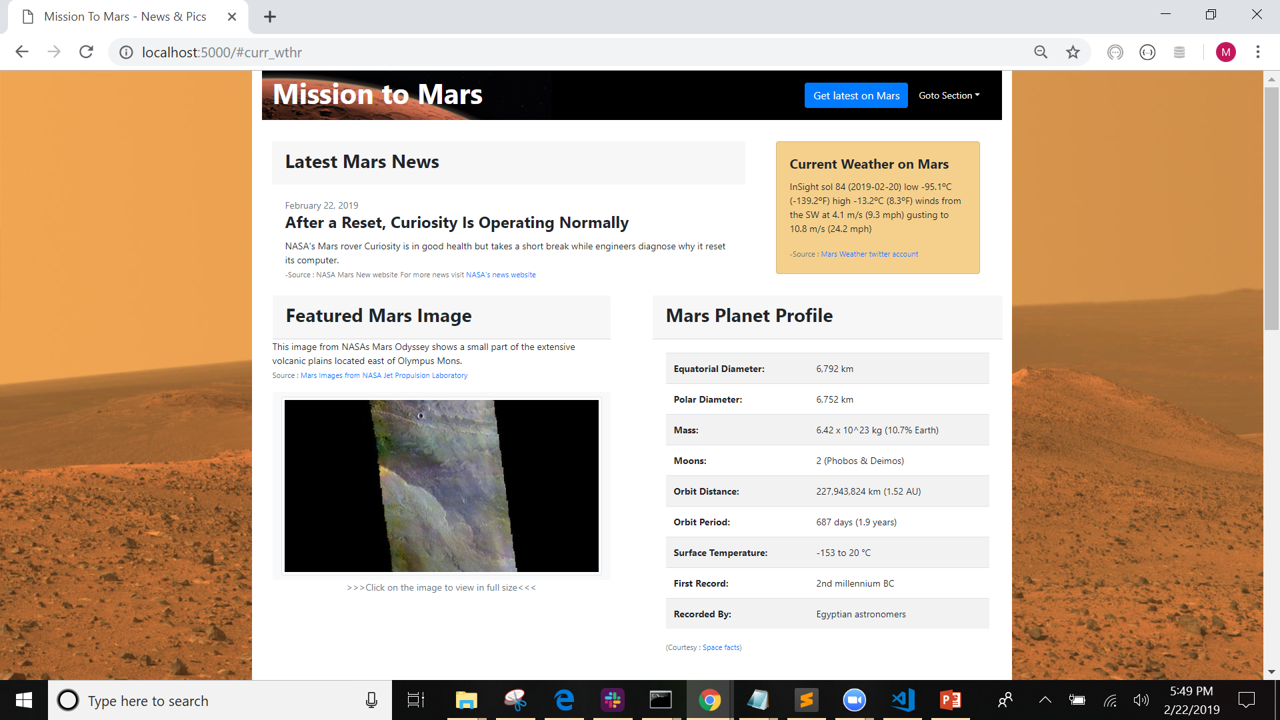 Mission To Mars - News & Pics
localhost:5000/#curr_wthr
M
Mission to Mars
Get latest on Mars
Goto Section
Latest Mars News
February 22, 2019
After a Reset, Curiosity Is Operating Normally
NASA's Mars rover Curiosity is in good health but takes a short break while engineers diagnose why it reset
its computer.
-Source : NASA Mars New website For more news visit NASA's news website
Current Weather on Mars
InSight sol 84 (2019-02-20) low -95.1ºC
(-139.2ºF) high -13.2ºC (8.3ºF) winds from
the SW at 4.1 m/s (9.3 mph) gusting to
10.8 m/s (24.2 mph)
-Source : Mars Weather twitter account
Featured Mars Image
This image from NASAs Mars Odyssey shows a small part of the extensive
volcanic plains located east of Olympus Mons.
Source : Mars Images from NASA Jet Propulsion Laboratory
>>>Click on the image to view in full size<<<
Mars Planet Profile
Equatorial Diameter: 6,792 km
Polar Diameter: 6,752 km
Mass: 6.42 x 10^23 kg (10.7% Earth)
Moons: 2 (Phobos & Deimos)
Orbit Distance: 227,943,824 km (1.52 AU)
Orbit Period: 687 days (1.9 years)
Surface Temperature: -153 to 20 °C
First Record: 2nd millennium BC
Recorded By: Egyptian astronomers
(Courtesy : Space facts)
Type here to search
5:49 PM
2/22/2019